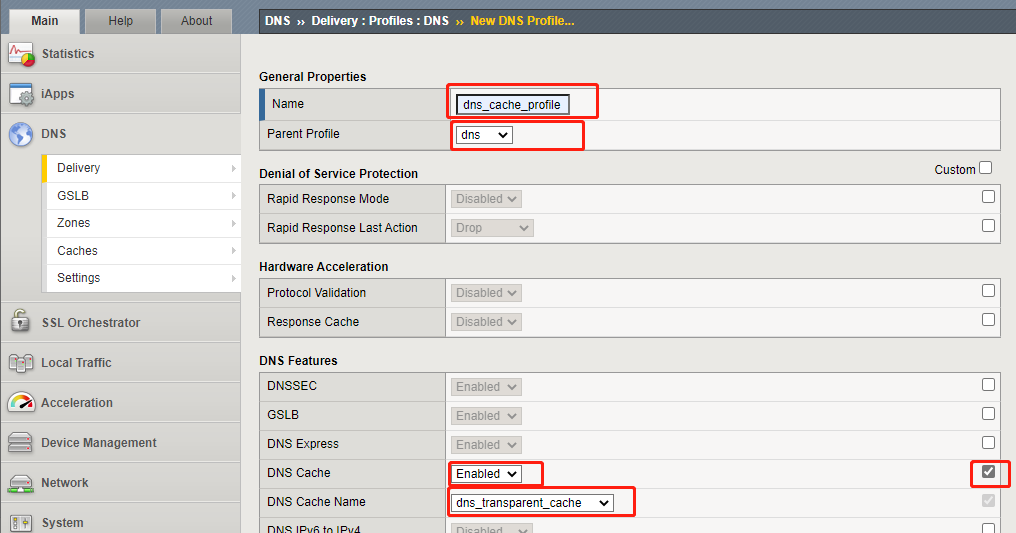 Main Help About
DNS ›› Delivery : Profiles : DNS ›› New DNS Profile...
Statistics
iApps
DNS
Delivery
GSLB
Zones
Caches
Settings
SSL Orchestrator
Local Traffic
Acceleration
Device Management
Network
System
General Properties
Name dns_cache_profile
Parent Profile dns
Denial of Service Protection Custom
Rapid Response Mode Disabled
Rapid Response Last Action Drop
Hardware Acceleration
Protocol Validation Disabled
Response Cache Disabled
DNS Features
DNSSEC Enabled
GSLB Enabled
DNS Express Enabled
DNS Cache Enabled
DNS Cache Name dns_transparent_cache
DNS IPv6 to IPv4 Disabled